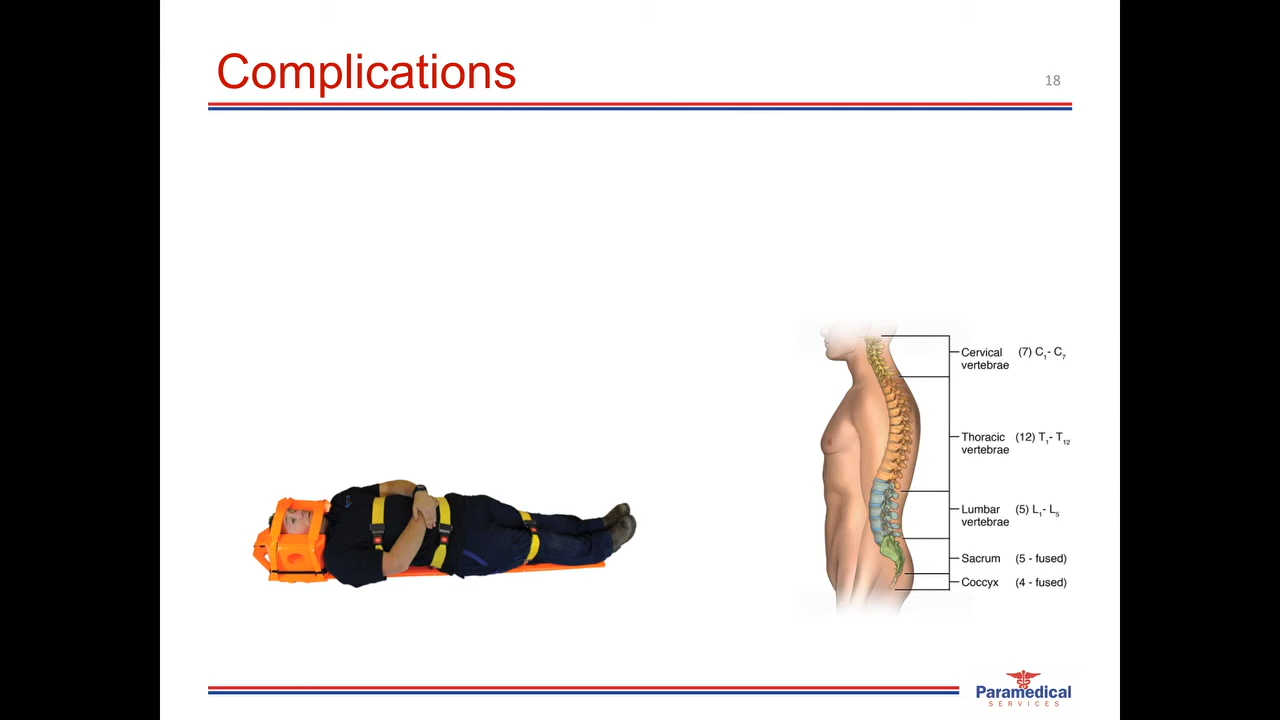 Complications
18
Cervical (7) C1- C7
vertebrae
Thoracic (12) T1- T12
vertebrae
Lumbar (5) L1- L5
vertebrae
Sacrum (5 - fused)
Coccyx (4 - fused)
Paramedical
SERVICES